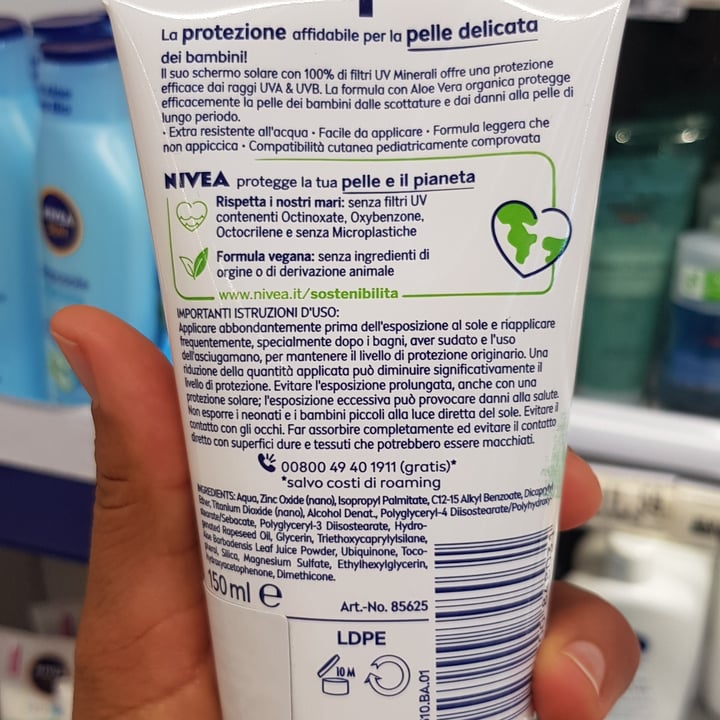 La protezione affidabile per la pelle delicata
dei bambini!
Il suo schermo solare con 100% di filtri UV Minerali offre una protezione
efficace dai raggi UVA & UVB. La formula con Aloe Vera organica protegge
efficacemente la pelle dei bambini dalle scottature e dai danni alla pelle di
lungo periodo.
• Extra resistente all'acqua • Facile da applicare • Formula leggera che
non appiccica • Compatibilità cutanea pediatricamente comprovata
NIVEA protegge la tua pelle e il pianeta
Rispetta i nostri mari: senza filtri UV
contenenti Octinoxate, Oxybenzone,
Octocrilene e senza Microplastiche
Formula vegana: senza ingredienti di
orgine o di derivazione animale
www.nivea.it/sostenibilita
IMPORTANTI ISTRUZIONI D'USO:
Applicare abbondantemente prima dell'esposizione al sole e riapplicare
frequentemente, specialmente dopo i bagni, aver sudato e l'uso
dell'asciugamano, per mantenere il livello di protezione originario. Una
riduzione della quantità applicata può diminuire significativamente il
livello di protezione. Evitare l'esposizione prolungata, anche con una
protezione solare; l'esposizione eccessiva può provocare danni alla salute.
Non esporre i neonati e i bambini piccoli alla luce diretta del sole. Evitare il
contatto con gli occhi. Far assorbire completamente ed evitare il contatto
diretto con superfici dure e tessuti che potrebbero essere macchiati.
00800 49 40 1911 (gratis)*
*salvo costi di roaming
INGREDIENTS: Aqua, Zinc Oxide (nano), Isopropyl Palmitate, C12-15 Alkyl Benzoate, Dicaprylyl
Ether, Titanium Dioxide (nano), Alcohol Denat., Polyglyceryl-4 Diisostearate/Polyhydroxy-
stearate/Sebacate, Polyglyceryl-3 Diisostearate, Hydro-
genated Rapeseed Oil, Glycerin, Triethoxycaprylylsilane,
Aloe Barbadensis Leaf Juice Powder, Ubiquinone, Toco-
pherol, Silica, Magnesium Sulfate, Ethylhexylglycerin,
Hydroxyacetophenone, Dimethicone.
150 ml e
Art.-No. 85625
LDPE
10 M
10.BA.01
NIVEA